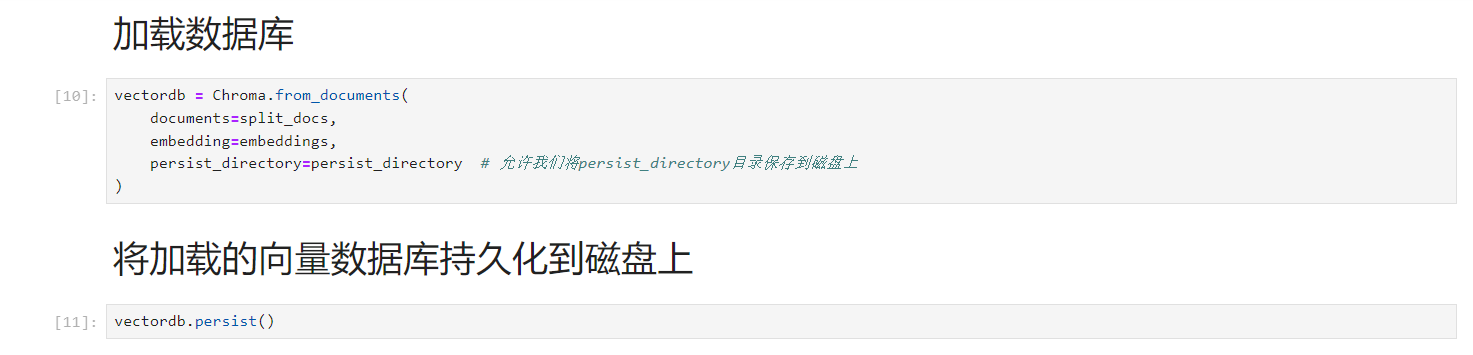 加载数据库
[10]:
vectordb = Chroma.from_documents(
    documents=split_docs,
    embedding=embeddings,
    persist_directory=persist_directory  # 允许我们将persist_directory目录保存到磁盘上
)
将加载的向量数据库持久化到磁盘上
[11]:
vectordb.persist()